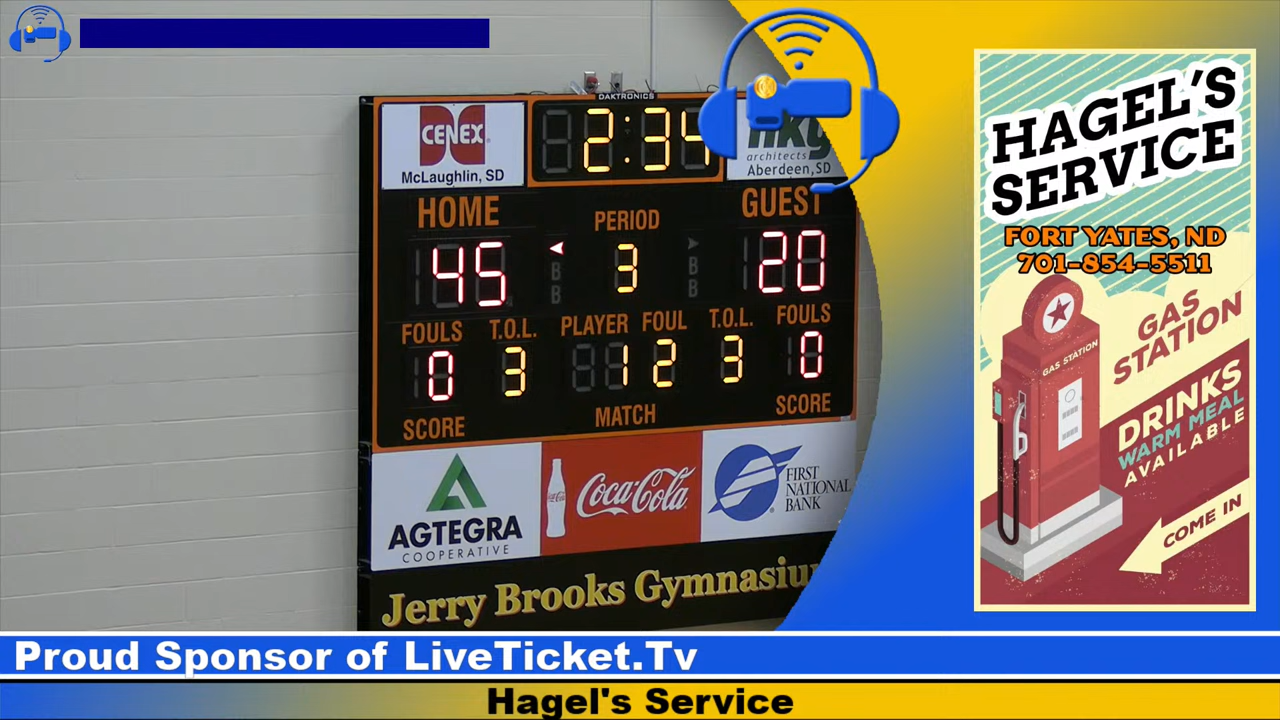 DAKTRONICS
CENEX
McLaughlin, SD
2:34
architects
Aberdeen, SD
HOME
PERIOD
GUEST
45
3
20
B
B
B
B
FOULS
T.O.L.
PLAYER
FOUL
T.O.L.
FOULS
0
3
12
3
0
SCORE
MATCH
SCORE
AGTEGRA
COOPERATIVE
Coca-Cola
FIRST
NATIONAL
BANK
Jerry Brooks
HAGEL'S
SERVICE
FORT YATES, ND
701-854-5511
GAS
STATION
GAS STATION
DRINKS
WARM MEAL
AVAILABLE
COME IN
Proud Sponsor of LiveTicket.Tv
Hagel's Service